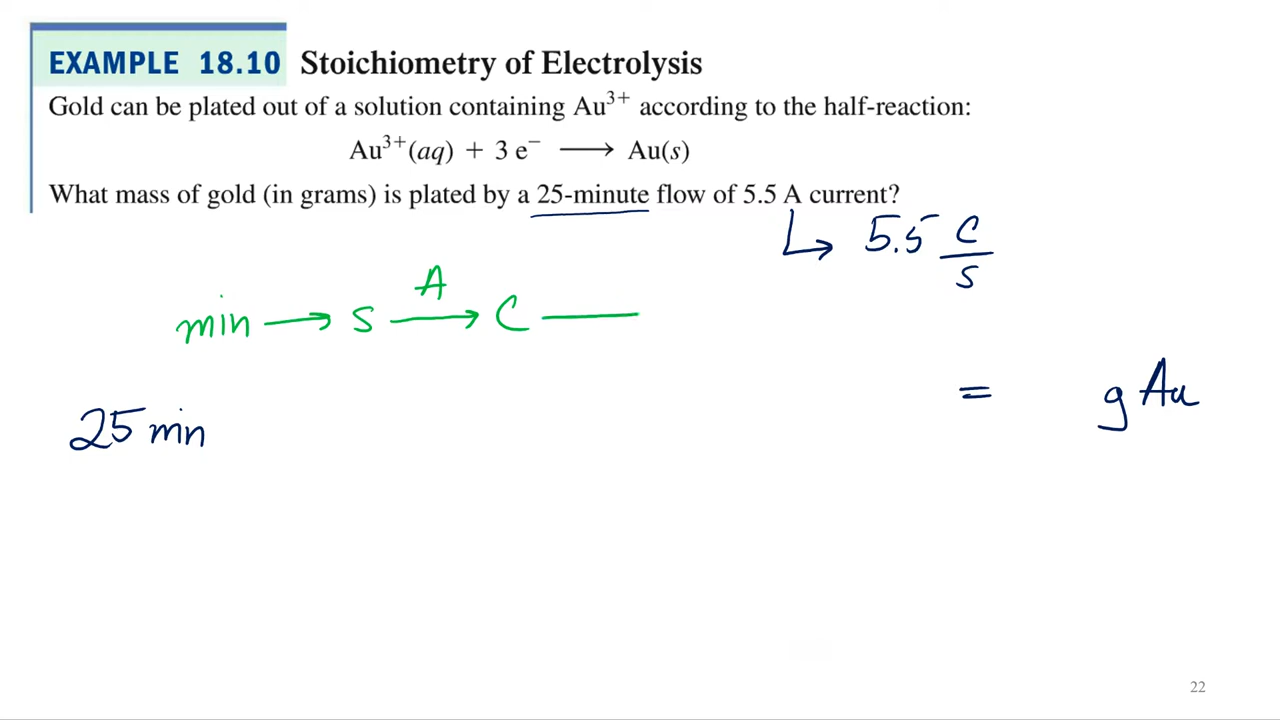 EXAMPLE 18.10 Stoichiometry of Electrolysis
Gold can be plated out of a solution containing Au³⁺ according to the half-reaction:
Au³⁺(aq) + 3 e⁻ ⟶ Au(s)
What mass of gold (in grams) is plated by a 25-minute flow of 5.5 A current?
↳ 5.5 C/s
min → s —A→ C —
= g Au
25 min
22